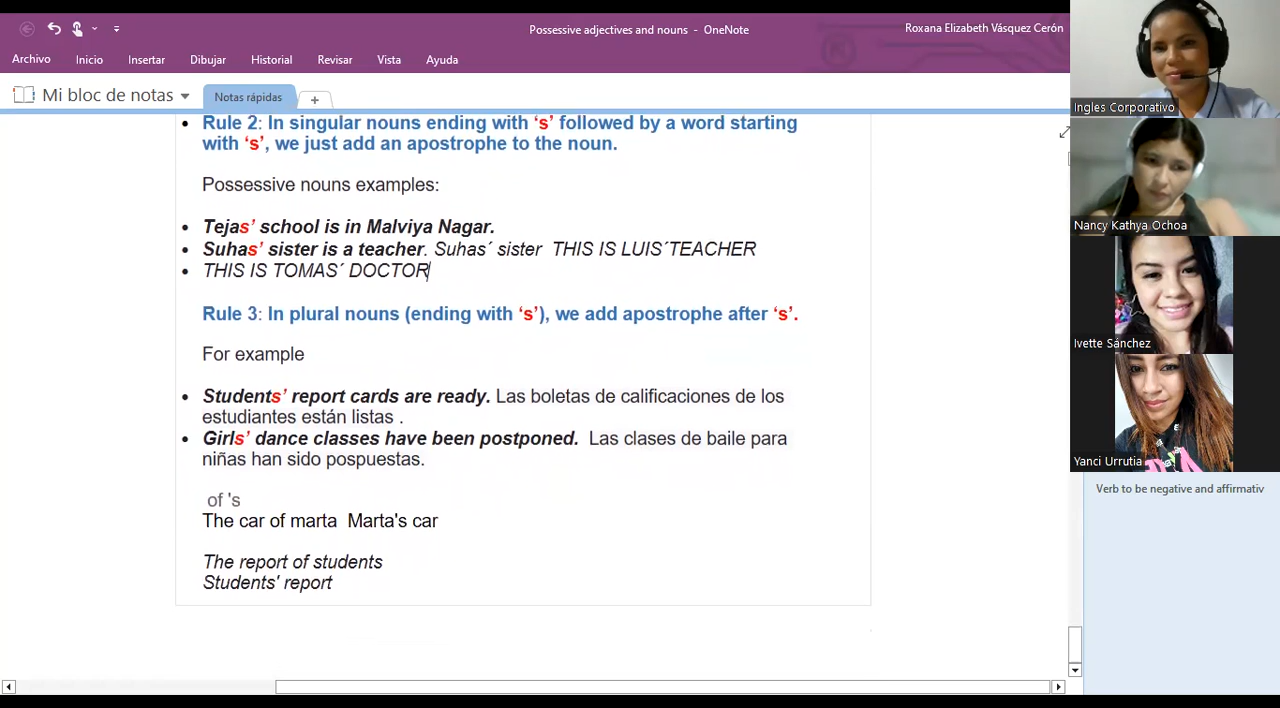 Possessive adjectives and nouns - OneNote
Roxana Elizabeth Vásquez Cerón
Archivo Inicio Insertar Dibujar Historial Revisar Vista Ayuda
Mi bloc de notas Notas rápidas
Rule 2: In singular nouns ending with ‘s’ followed by a word starting
with ‘s’, we just add an apostrophe to the noun.
Possessive nouns examples:
Tejas’ school is in Malviya Nagar.
Suhas’ sister is a teacher. Suhas´ sister THIS IS LUIS´TEACHER
THIS IS TOMAS´ DOCTOR
Rule 3: In plural nouns (ending with ‘s’), we add apostrophe after ‘s’.
For example
Students’ report cards are ready. Las boletas de calificaciones de los
estudiantes están listas .
Girls’ dance classes have been postponed. Las clases de baile para
niñas han sido pospuestas.
of 's
The car of marta Marta's car
The report of students
Students' report
Ingles Corporativo
Nancy Kathya Ochoa
Ivette Sánchez
Yanci Urrutia
Verb to be negative and affirmativ